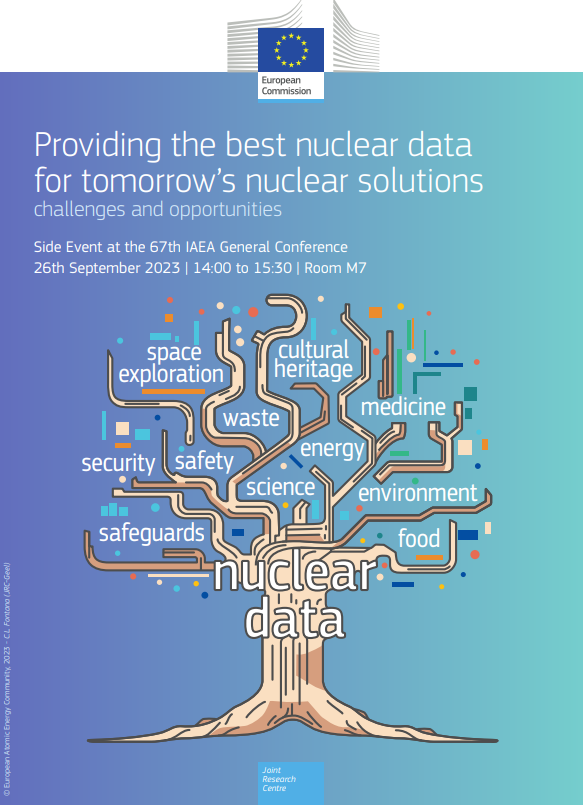 European
Commission
Providing the best nuclear data
for tomorrow's nuclear solutions
challenges and opportunities
Side Event at the 67th IAEA General Conference
26th September 2023 | 14:00 to 15:30 | Room M7
space
exploration
cultural
heritage
waste
medicine
security
safety
energy
science
environment
safeguards
food
nuclear
data
© European Atomic Energy Community, 2023 - C.L. Fontana (JRC-Geel)
Joint
Research
Centre